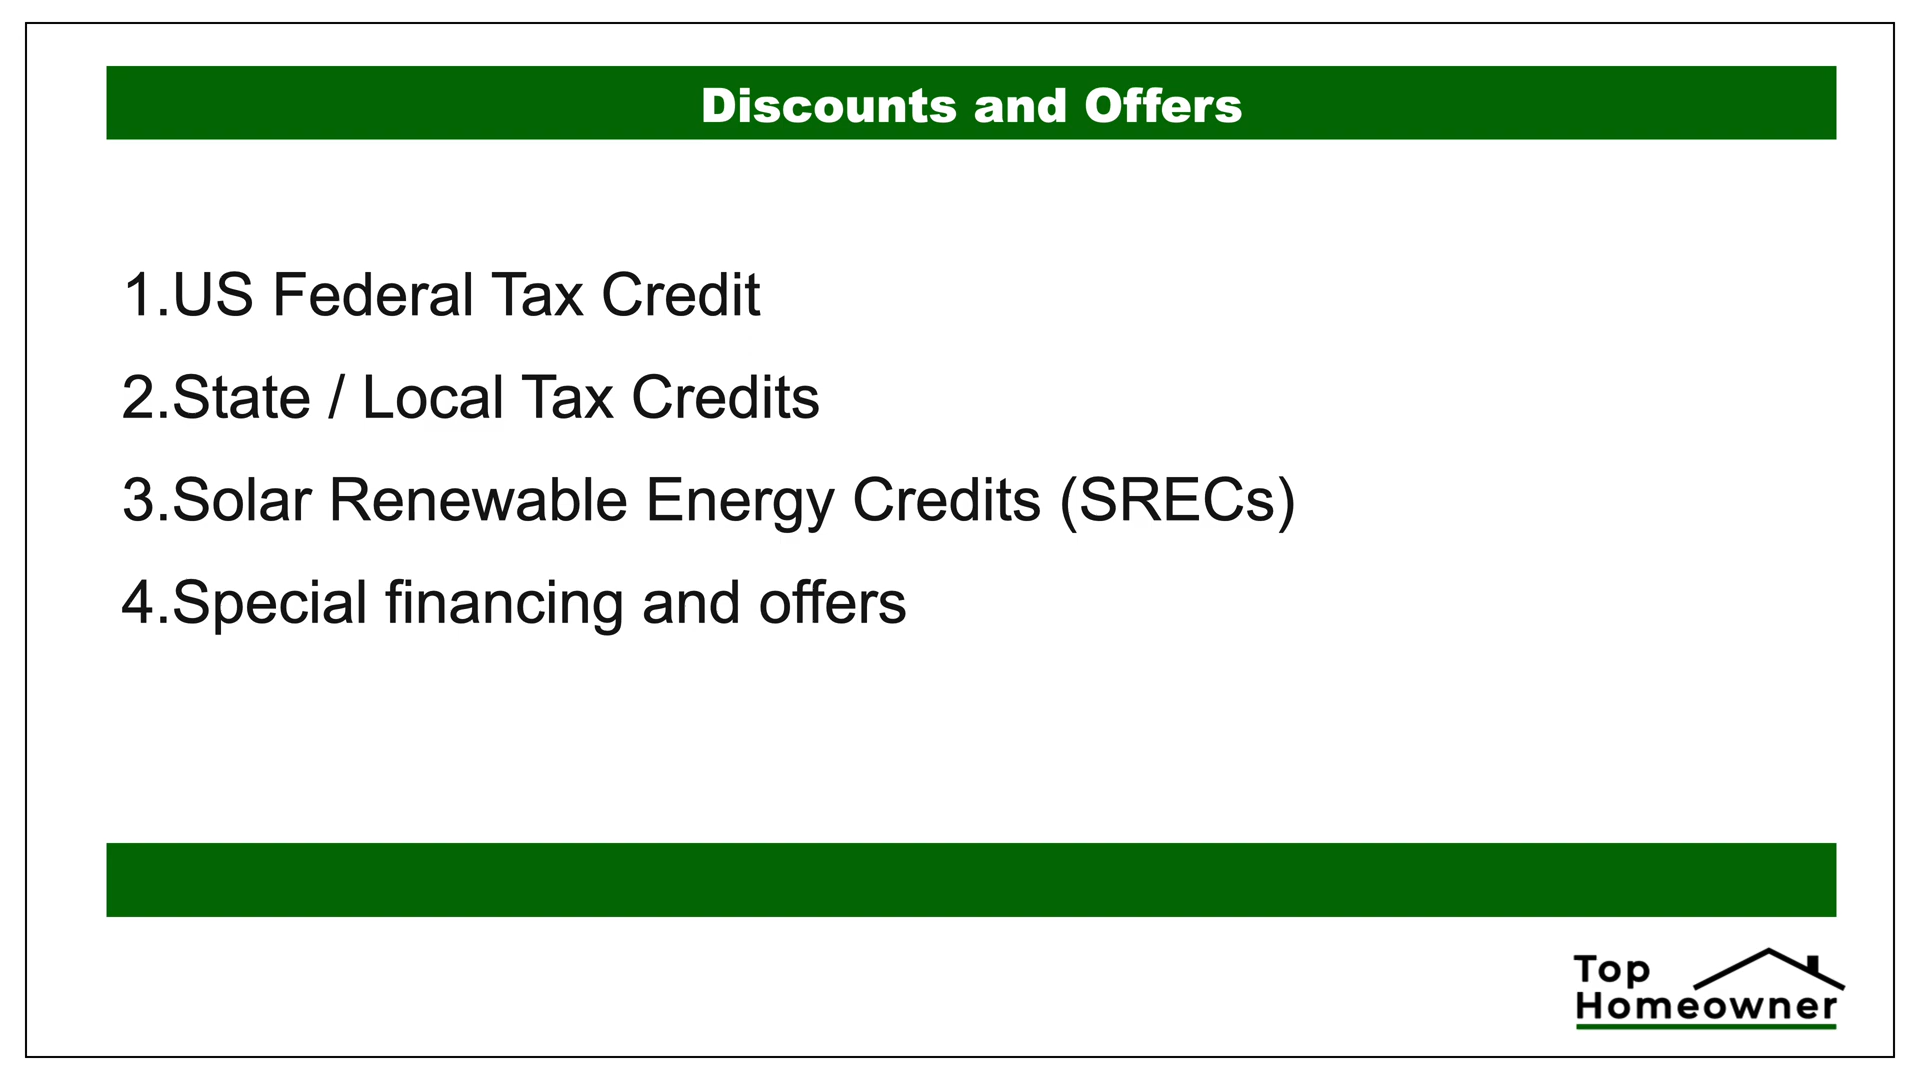 Discounts and Offers
1.US Federal Tax Credit
2.State / Local Tax Credits
3.Solar Renewable Energy Credits (SRECs)
4.Special financing and offers
Top
Homeowner